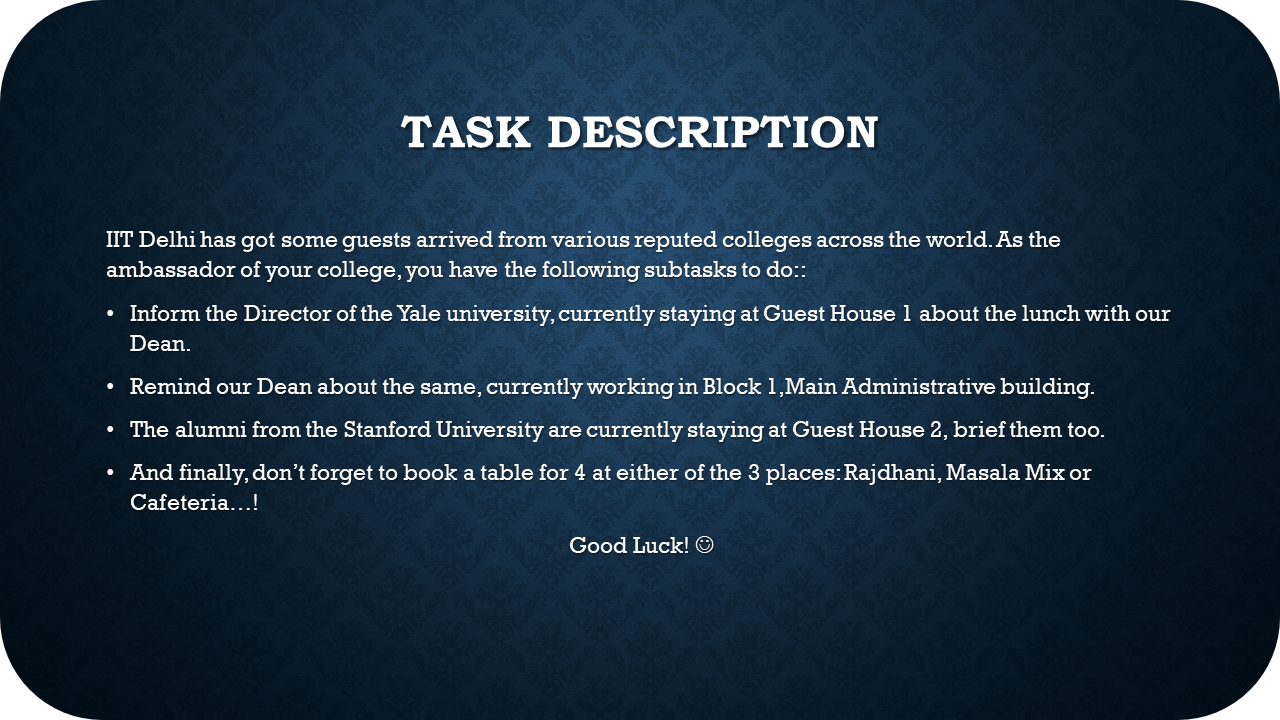 TASK DESCRIPTION
IIT Delhi has got some guests arrived from various reputed colleges across the world. As the
ambassador of your college, you have the following subtasks to do::
• Inform the Director of the Yale university, currently staying at Guest House 1 about the lunch with our
Dean.
• Remind our Dean about the same, currently working in Block 1,Main Administrative building.
• The alumni from the Stanford University are currently staying at Guest House 2, brief them too.
• And finally, don’t forget to book a table for 4 at either of the 3 places: Rajdhani, Masala Mix or
Cafeteria…!
Good Luck! ☺